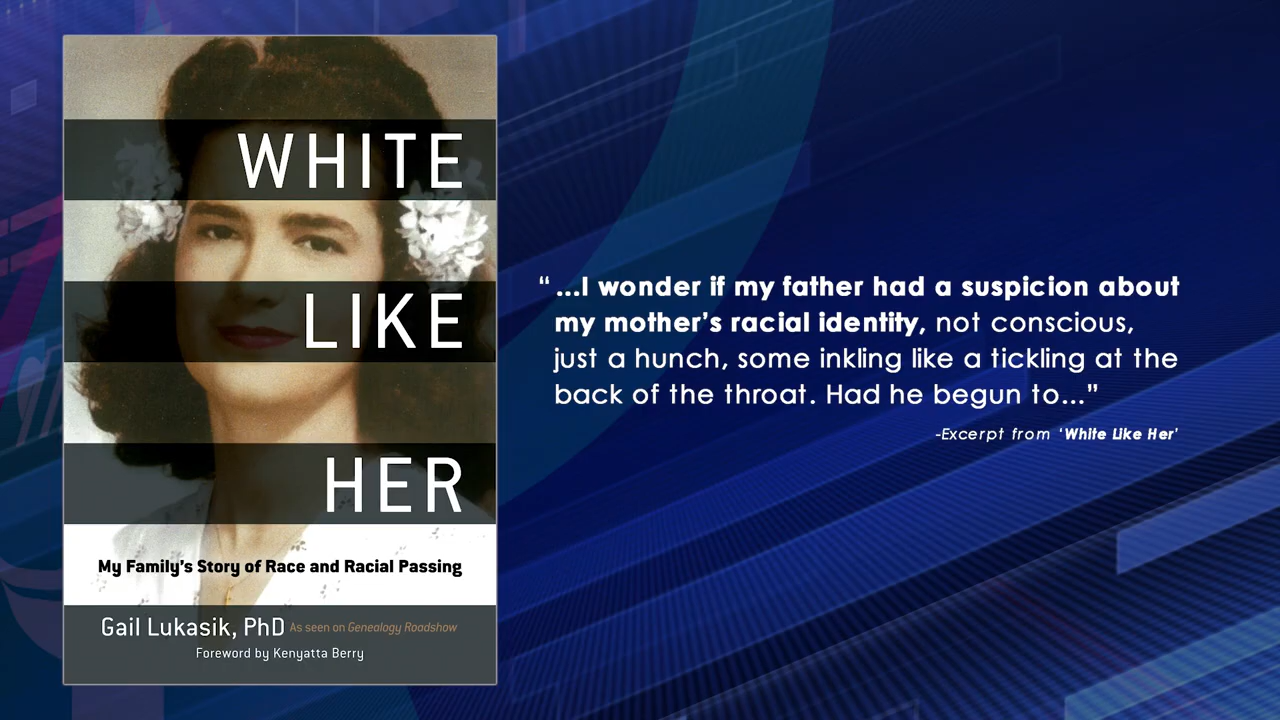 WHITE
LIKE
HER
My Family's Story of Race and Racial Passing
Gail Lukasik, PhD As seen on Genealogy Roadshow
Foreword by Kenyatta Berry
“...I wonder if my father had a suspicion about
my mother’s racial identity, not conscious,
just a hunch, some inkling like a tickling at the
back of the throat. Had he begun to...”
-Excerpt from ‘White Like Her’